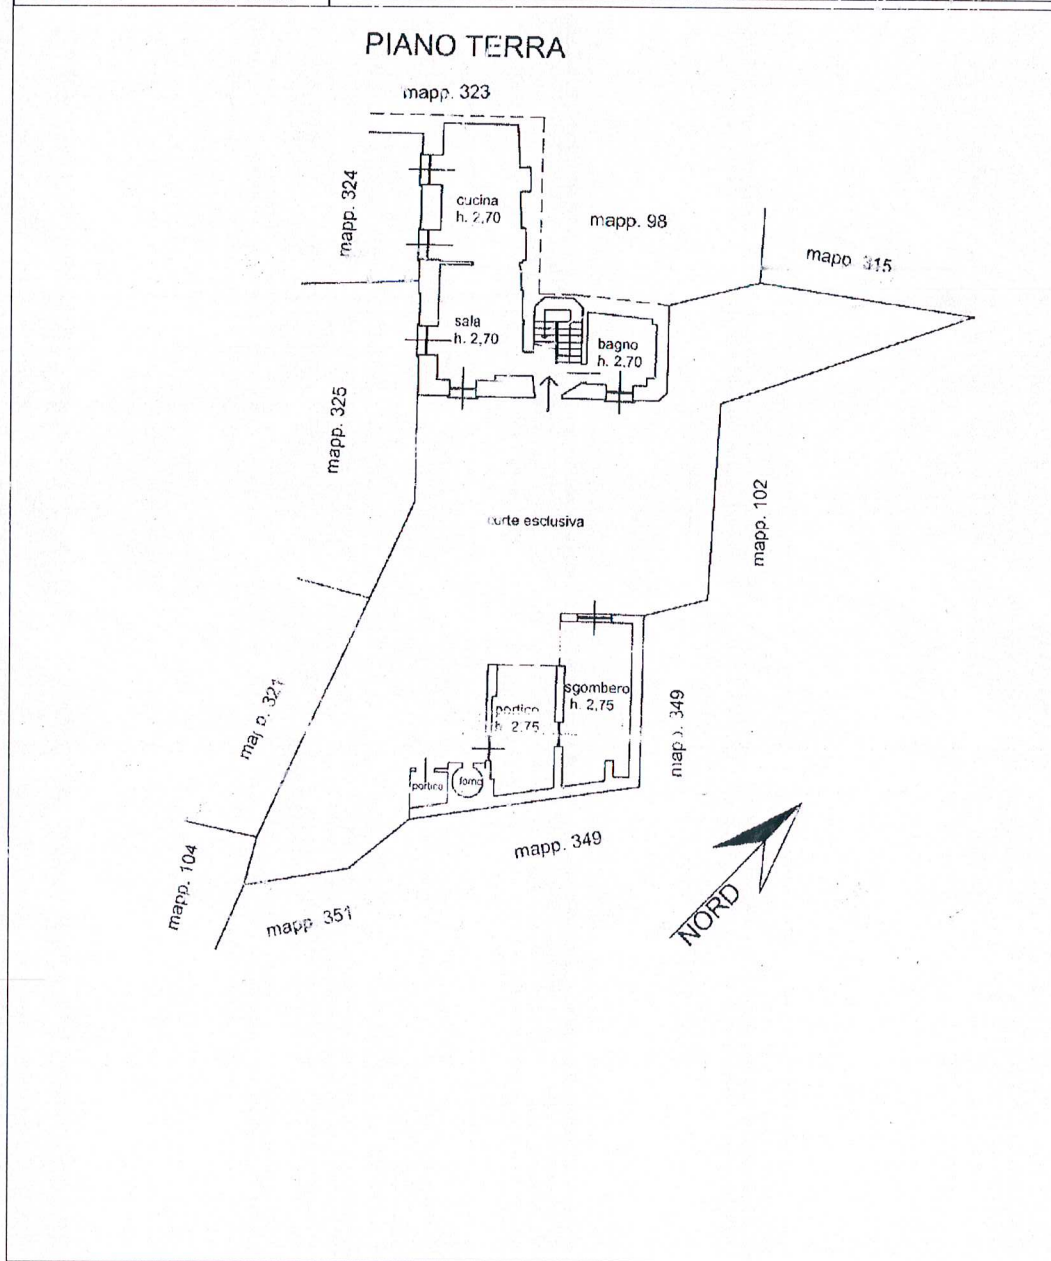 PIANO TERRA
mapp. 323
mapp. 324
cucina
h. 2,70
mapp. 98
mapp. 315
sala
h. 2,70
bagno
h. 2,70
mapp. 325
corte esclusiva
mapp. 102
mapp. 321
sgombero
h. 2,75
portico
h. 2,75
mapp. 349
portico
forno
mapp. 349
mapp. 104
mapp. 351
NORD